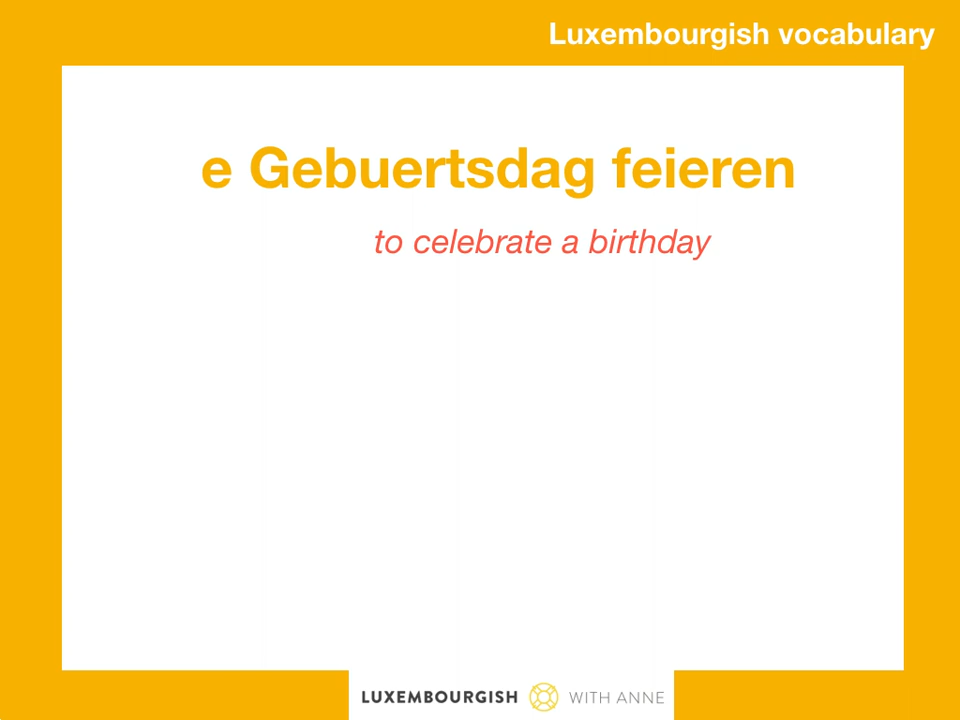 Luxembourgish vocabulary
e Gebuertsdag feieren
to celebrate a birthday
LUXEMBOURGISH WITH ANNE